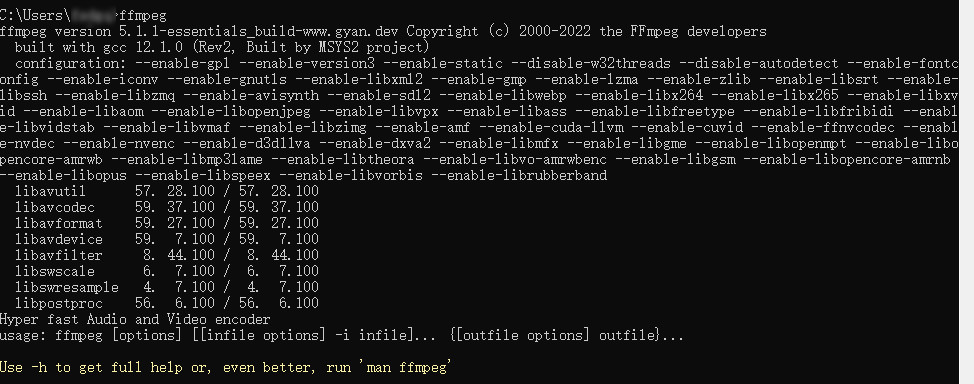 C:\Users\ ffmpeg
ffmpeg version 5.1.1-essentials_build-www.gyan.dev Copyright (c) 2000-2022 the FFmpeg developers
built with gcc 12.1.0 (Rev2, Built by MSYS2 project)
configuration: --enable-gpl --enable-version3 --enable-static --disable-w32threads --disable-autodetect --enable-fontc
onfig --enable-iconv --enable-gnutls --enable-libxml2 --enable-gmp --enable-lzma --enable-zlib --enable-libsrt --enable-
libssh --enable-libzmq --enable-avisynth --enable-sdl2 --enable-libwebp --enable-libx264 --enable-libx265 --enable-libxv
id --enable-libaom --enable-libopenjpeg --enable-libvpx --enable-libass --enable-libfreetype --enable-libfribidi --enabl
e-libvidstab --enable-libvmaf --enable-libzimg --enable-amf --enable-cuda-llvm --enable-cuvid --enable-ffnvcodec --enabl
e-nvdec --enable-nvenc --enable-d3d11va --enable-dxva2 --enable-libmfx --enable-libgme --enable-libopenmpt --enable-libo
pencore-amrwb --enable-libmp3lame --enable-libtheora --enable-libvo-amrwbenc --enable-libgsm --enable-libopencore-amrnb
--enable-libopus --enable-libspeex --enable-libvorbis --enable-librubberband
libavutil 57. 28.100 / 57. 28.100
libavcodec 59. 37.100 / 59. 37.100
libavformat 59. 27.100 / 59. 27.100
libavdevice 59. 7.100 / 59. 7.100
libavfilter 8. 44.100 / 8. 44.100
libswscale 6. 7.100 / 6. 7.100
libswresample 4. 7.100 / 4. 7.100
libpostproc 56. 6.100 / 56. 6.100
Hyper fast Audio and Video encoder
usage: ffmpeg [options] [[infile options] -i infile]... {[outfile options] outfile}...
Use -h to get full help or, even better, run 'man ffmpeg'